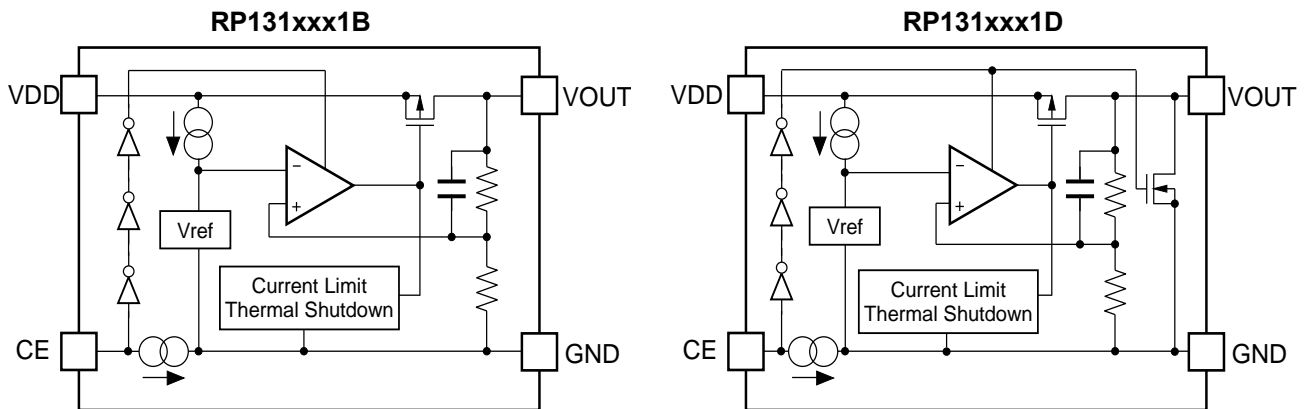 RP131xxx1B
VDD
VOUT
−
+
Vref
Current Limit
Thermal Shutdown
CE
GND
RP131xxx1D
VDD
VOUT
−
+
Vref
Current Limit
Thermal Shutdown
CE
GND